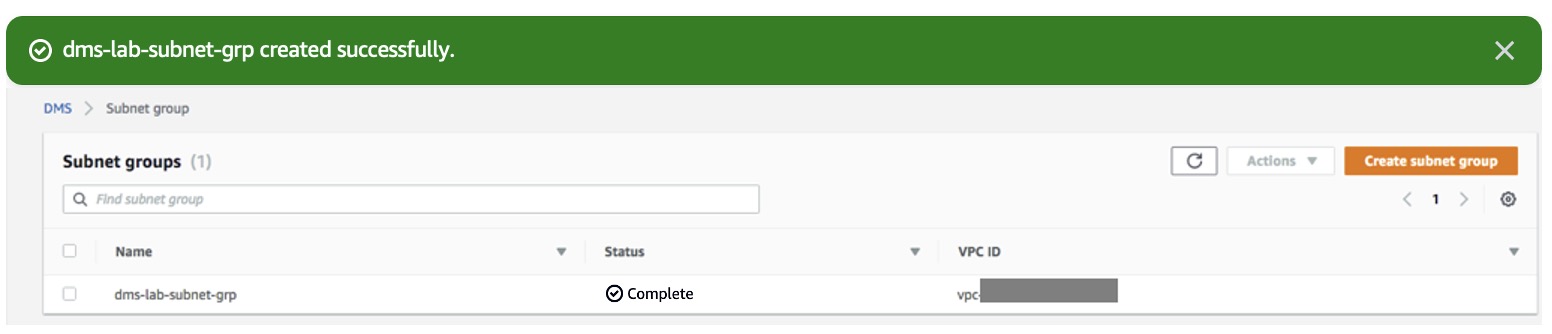 dms-lab-subnet-grp created successfully.
DMS > Subnet group
Subnet groups (1)
Actions
Create subnet group
Find subnet group
1
Name
Status
VPC ID
dms-lab-subnet-grp
Complete
vpc-